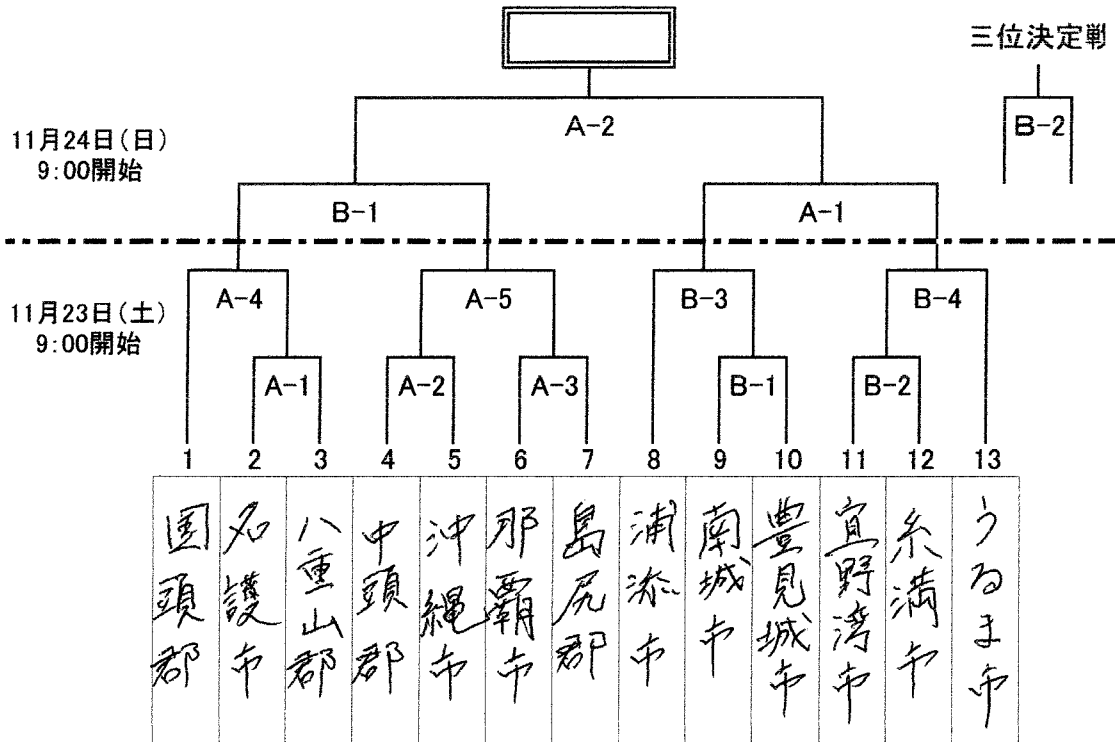 三位決定戦
A-2
B-2
11月24日(日)
9:00開始
B-1
A-1
A-4
A-5
B-3
B-4
11月23日(土)
9:00開始
A-1
A-2
A-3
B-1
B-2
1 2 3 4 5 6 7 8 9 10 11 12 13
国頭郡
名護市
八重山郡
中頭郡
沖縄市
那覇市
島尻郡
浦添市
南城市
豊見城市
宜野湾市
糸満市
うるま市